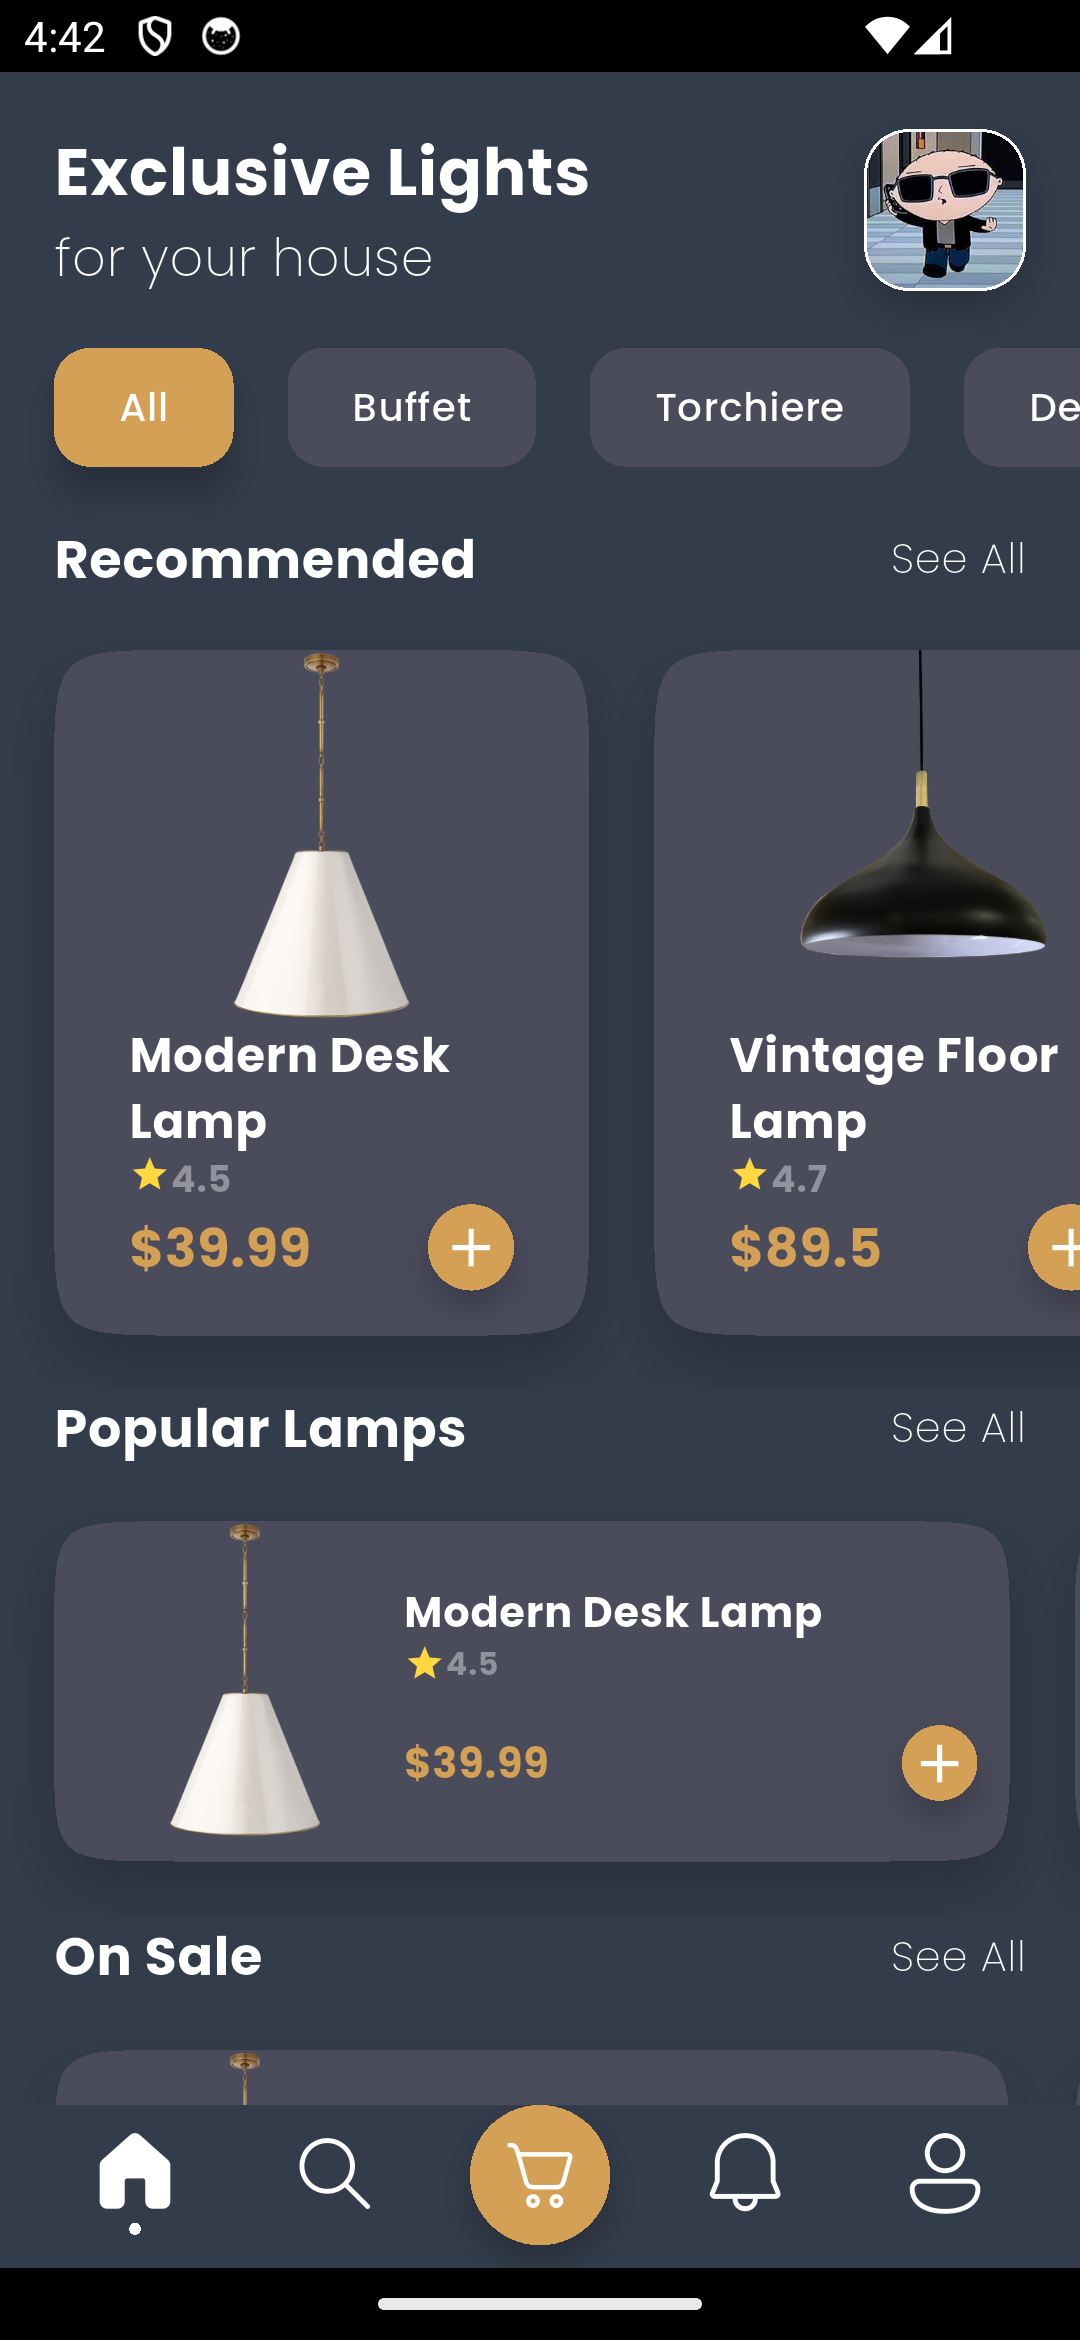 4:42
Exclusive Lights
for your house
All
Buffet
Torchiere
De
Recommended
See All
Modern Desk
Lamp
4.5
$39.99
Vintage Floor
Lamp
4.7
$89.5
Popular Lamps
See All
Modern Desk Lamp
4.5
$39.99
On Sale
See All